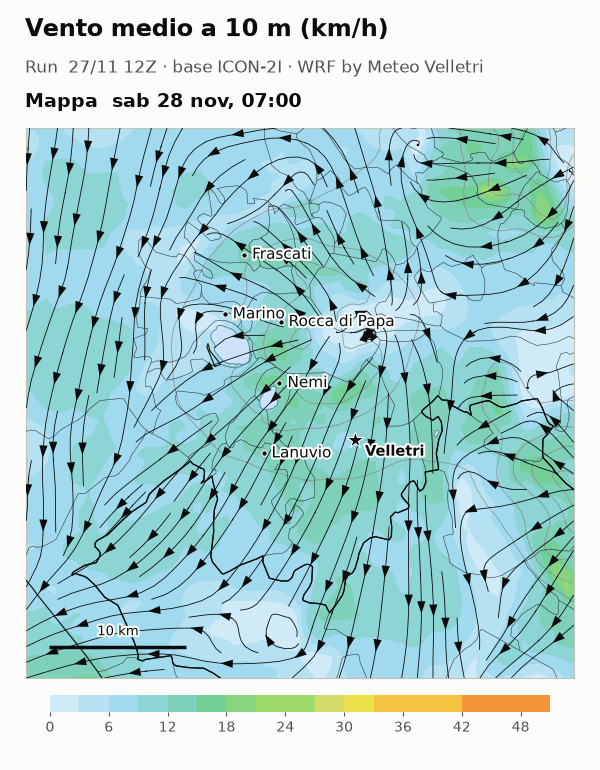 Vento medio a 10 m (km/h)
Run  27/11 12Z · base ICON-2I · WRF by Meteo Velletri
Mappa  sab 28 nov, 07:00
Frascati
Marino
Rocca di Papa
Nemi
Velletri
Lanuvio
10 km
0 6 12 18 24 30 36 42 48